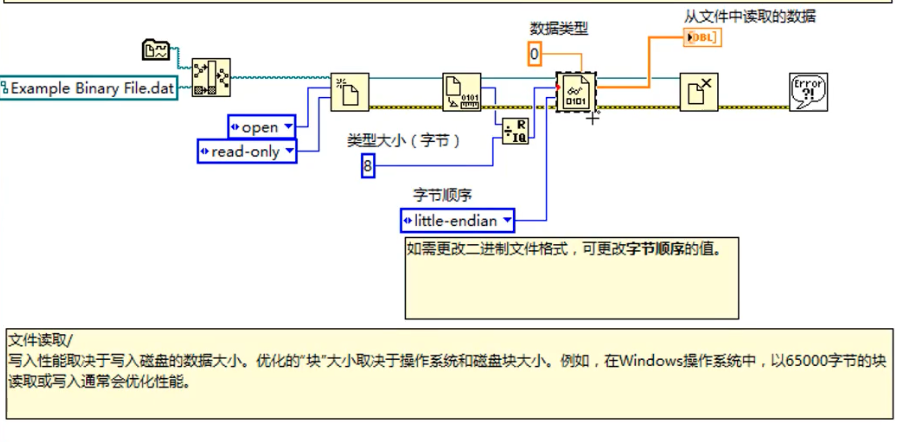 从文件中读取的数据
数据类型
DBL]
0
Example Binary File.dat
0101
0101
Error
?!
open
R
IQ
类型大小（字节）
read-only
8
字节顺序
little-endian
如需更改二进制文件格式，可更改字节顺序的值。
文件读取/
写入性能取决于写入磁盘的数据大小。优化的“块”大小取决于操作系统和磁盘块大小。例如，在Windows操作系统中，以65000字节的块
读取或写入通常会优化性能。